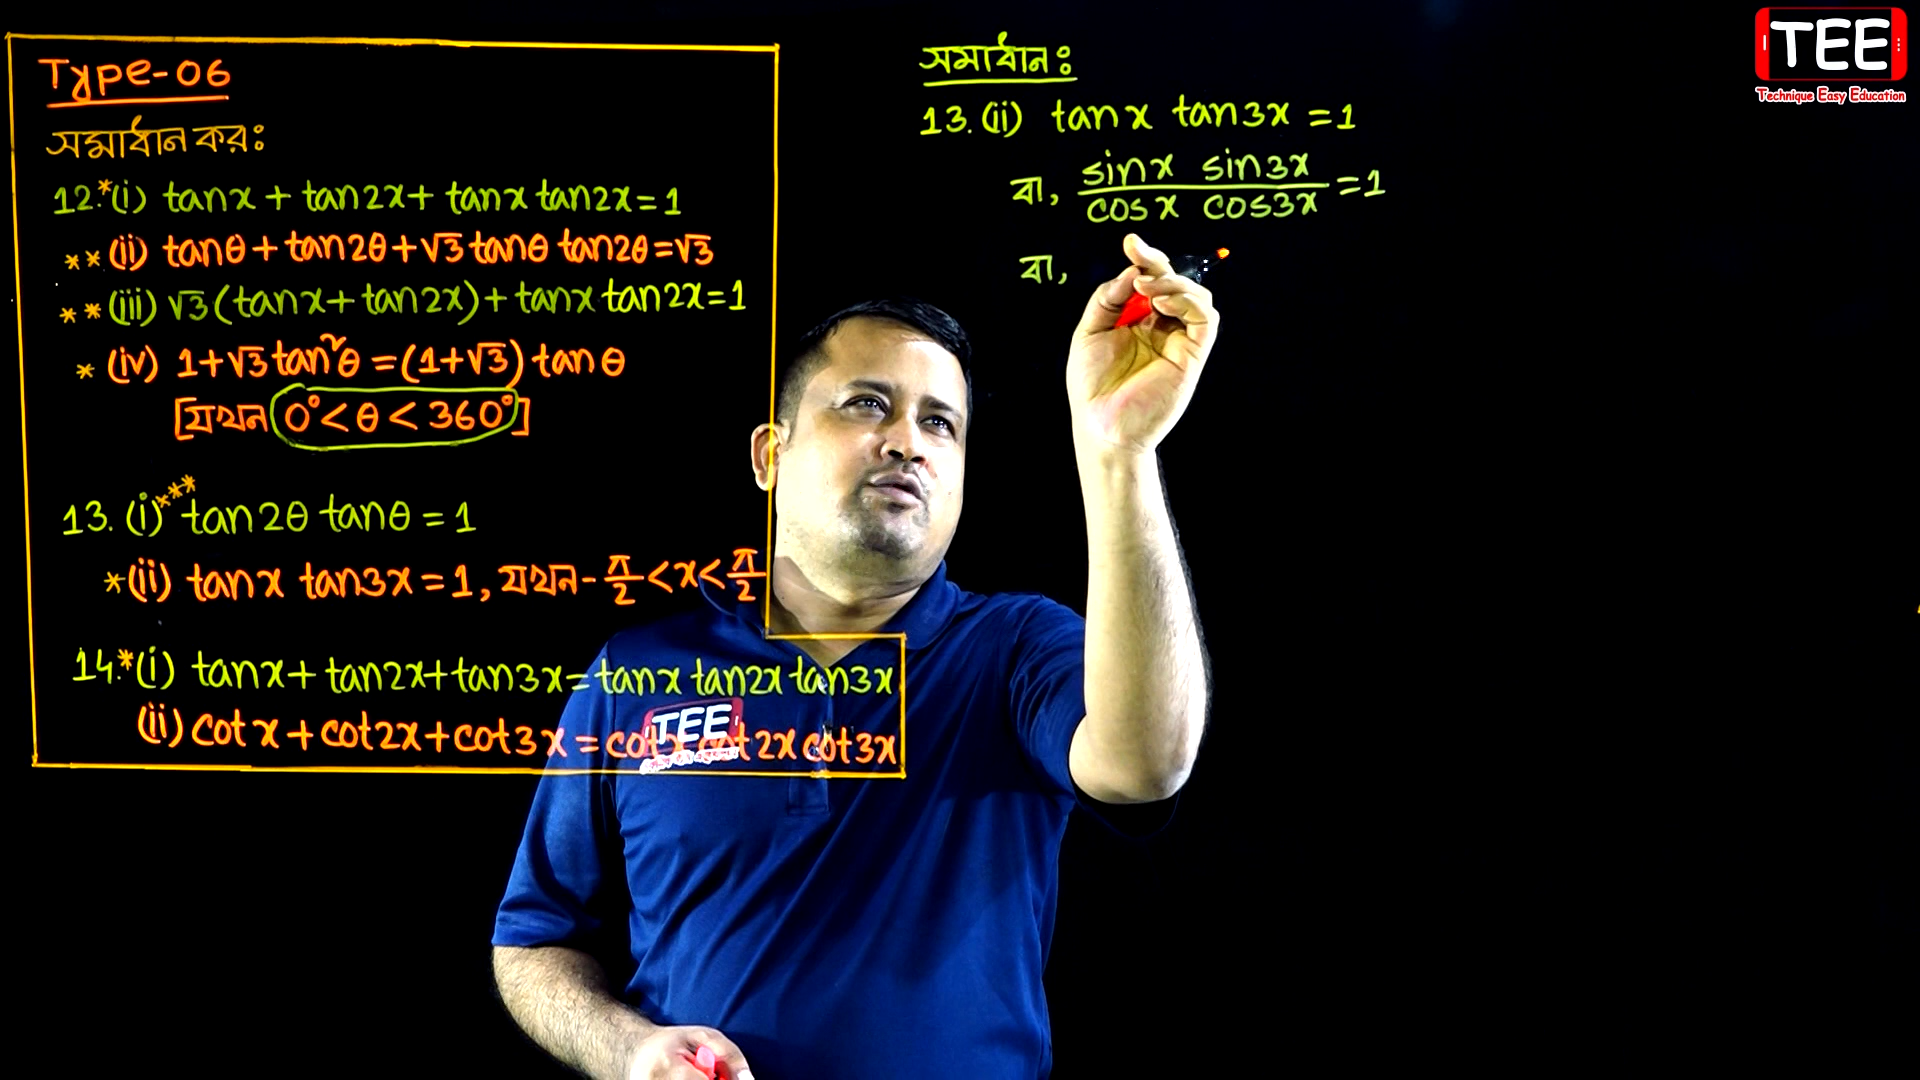 Type-06
সমাধান কর:
12.*(i) tanx + tan2x + tanx tan2x = 1
** (ii) tanθ + tan2θ + √3 tanθ tan2θ = √3
** (iii) √3 (tanx + tan2x) + tanx tan2x = 1
* (iv) 1+√3 tan²θ = (1+√3) tanθ
[যখন 0° < θ < 360°]
13. (i)*** tan2θ tanθ = 1
*(ii) tanx tan3x = 1, যখন -π/2 < x < π/2
14.*(i) tanx + tan2x + tan3x = tanx tan2x tan3x
(ii) cotx + cot2x + cot3x = cotx cot2x cot3x
সমাধান:
13. (ii) tanx tan3x = 1
বা, sinx sin3x / cosx cos3x = 1
বা,
TEE
Technique Easy Education
TEE